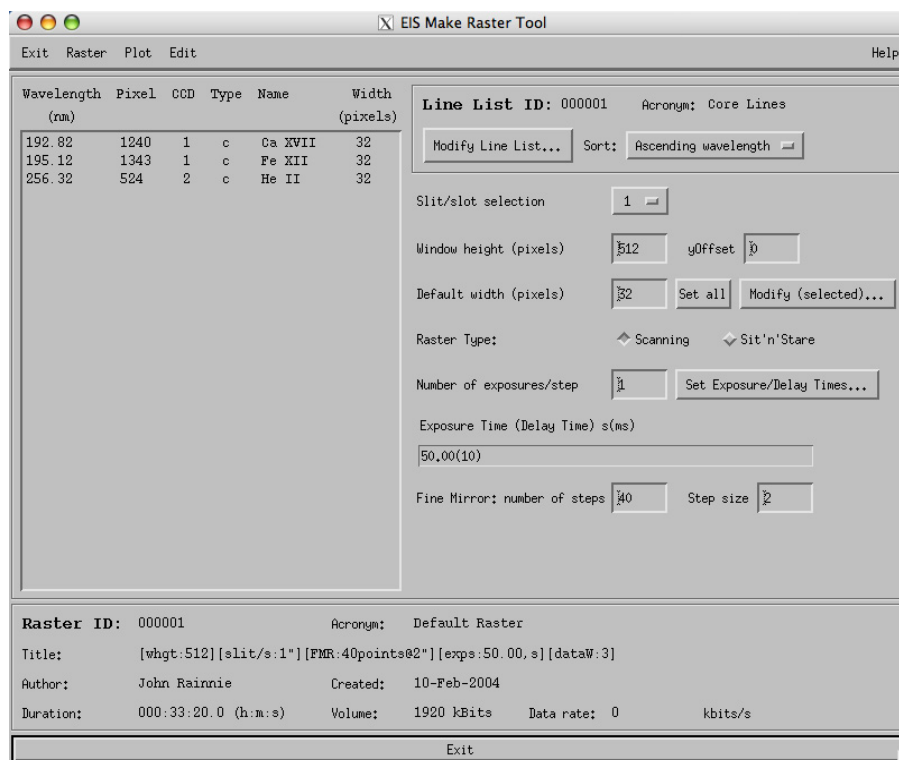 EIS Make Raster Tool
Exit Raster Plot Edit Help
Wavelength Pixel CCD Type Name Width
(nm) (pixels)
192.82 1240 1 c Ca XVII 32
195.12 1343 1 c Fe XII 32
256.32 524 2 c He II 32
Line List ID: 000001 Acronym: Core Lines
Modify Line List... Sort: Ascending wavelength
Slit/slot selection 1
Window height (pixels) 512 yOffset 0
Default width (pixels) 32 Set all Modify (selected)...
Raster Type: Scanning Sit'n'Stare
Number of exposures/step 1 Set Exposure/Delay Times...
Exposure Time (Delay Time) s(ms)
50.00(10)
Fine Mirror: number of steps 40 Step size 2
Raster ID: 000001 Acronym: Default Raster
Title: [whgt:512][slit/s:1"][FMR:40points@2"][exps:50.00,s][dataW:3]
Author: John Rainnie Created: 10-Feb-2004
Duration: 000:33:20.0 (h:m:s) Volume: 1920 kBits Data rate: 0 kbits/s
Exit